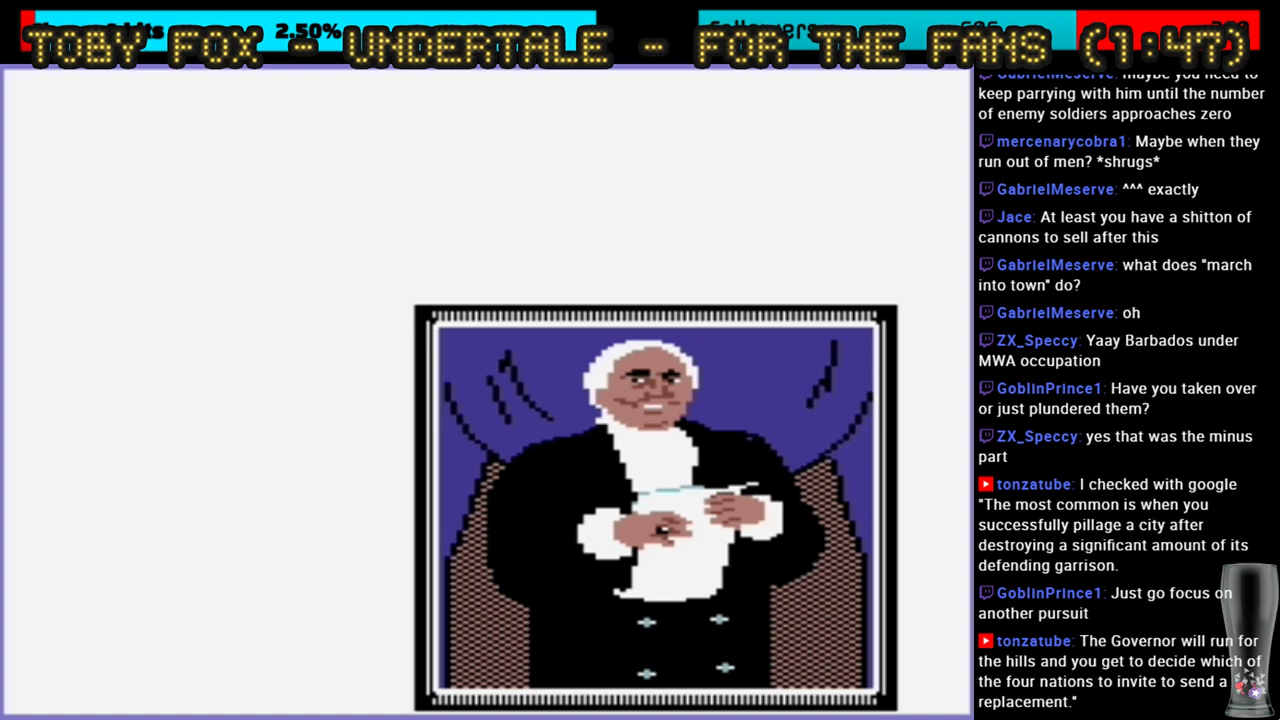 2.50%
TOBY FOX - UNDERTALE - FOR THE FANS (1:47)
GabrielMeserve: maybe you need to
keep parrying with him until the number
of enemy soldiers approaches zero
mercenarycobra1: Maybe when they
run out of men? *shrugs*
GabrielMeserve: ^^^ exactly
Jace: At least you have a shitton of
cannons to sell after this
GabrielMeserve: what does "march
into town" do?
GabrielMeserve: oh
ZX_Speccy: Yaay Barbados under
MWA occupation
GoblinPrince1: Have you taken over
or just plundered them?
ZX_Speccy: yes that was the minus
part
tonzatube: I checked with google
"The most common is when you
successfully pillage a city after
destroying a significant amount of its
defending garrison.
GoblinPrince1: Just go focus on
another pursuit
tonzatube: The Governor will run for
the hills and you get to decide which of
the four nations to invite to send a
replacement."